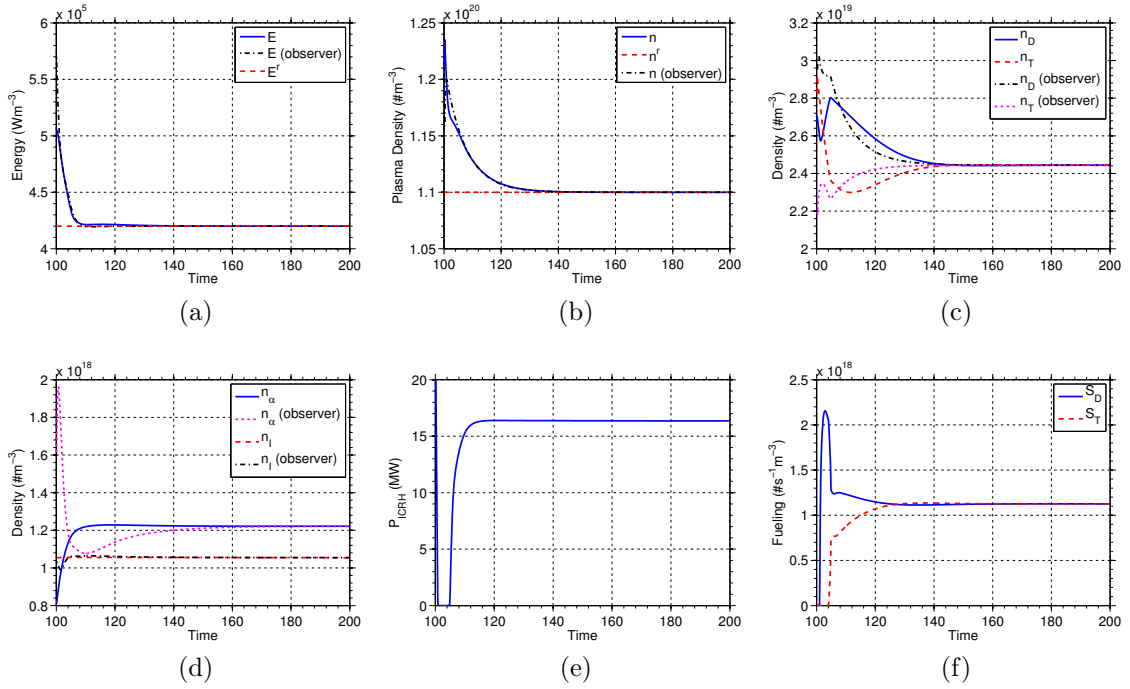 x 10^5
6
5.5
5
4.5
4
Energy (Wm^-3)
E
E (observer)
E^r
100 120 140 160 180 200
Time
(a)
x 10^20
1.25
1.2
1.15
1.1
1.05
Plasma Density (#m^-3)
n
n^r
n (observer)
100 120 140 160 180 200
Time
(b)
x 10^19
3.2
3
2.8
2.6
2.4
2.2
2
Density (#m^-3)
n_D
n_T
n_D (observer)
n_T (observer)
100 120 140 160 180 200
Time
(c)
x 10^18
2
1.8
1.6
1.4
1.2
1
0.8
Density (#m^-3)
n_α
n_α (observer)
n_I
n_I (observer)
100 120 140 160 180 200
Time
(d)
20
15
10
5
0
P_ICRH (MW)
100 120 140 160 180 200
Time
(e)
x 10^18
2.5
2
1.5
1
0.5
0
Fueling (#s^-1m^-3)
S_D
S_T
100 120 140 160 180 200
Time
(f)